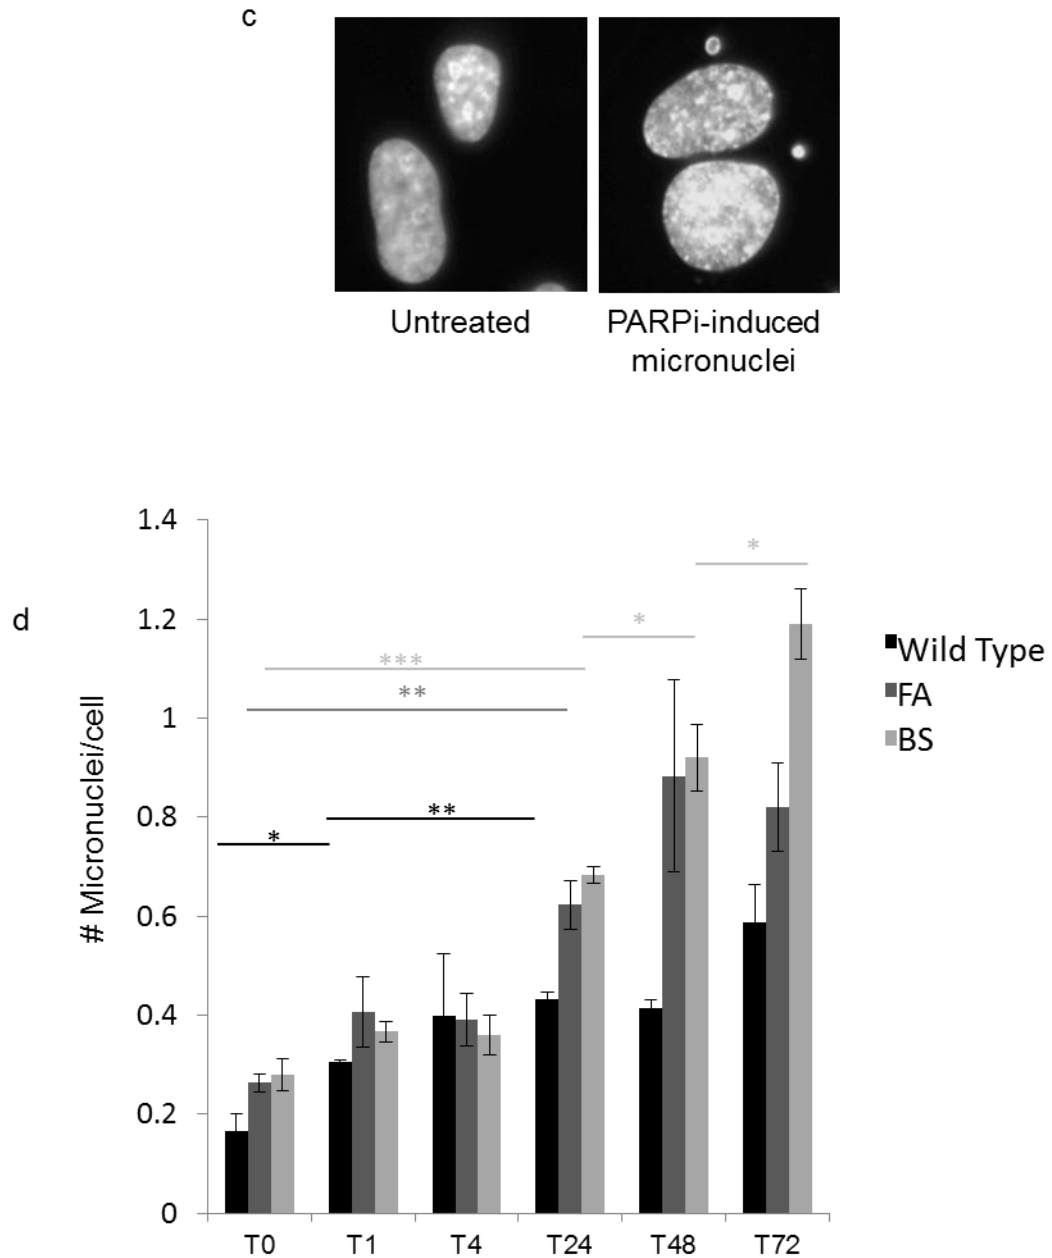 c
Untreated
PARPi-induced
micronuclei
d
# Micronuclei/cell
1.4
1.2
1
0.8
0.6
0.4
0.2
0
*
*
***
**
**
*
T0
T1
T4
T24
T48
T72
Wild Type
FA
BS